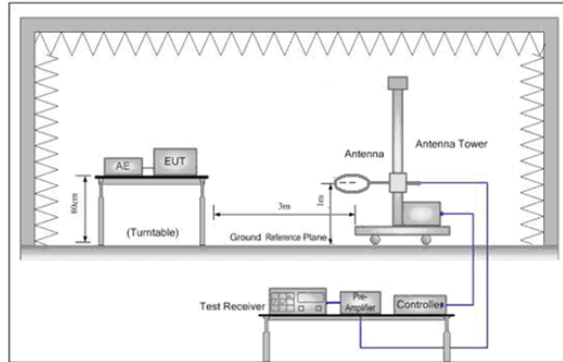 Antenna
Antenna Tower
AE
EUT
80cm
3m
1m
(Turntable)
Ground Reference Plane
Test Receiver
Pre-
Amplifier
Controller